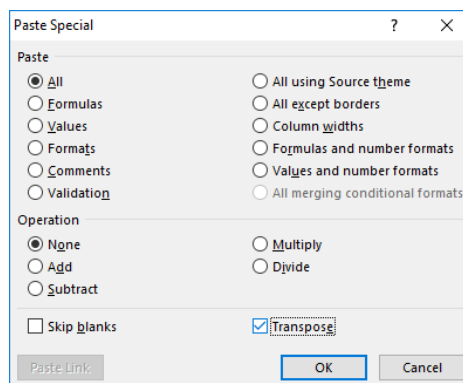 Paste Special ? ×
Paste
All All using Source theme
Formulas All except borders
Values Column widths
Formats Formulas and number formats
Comments Values and number formats
Validation All merging conditional formats
Operation
None Multiply
Add Divide
Subtract
Skip blanks Transpose
Paste Link OK Cancel